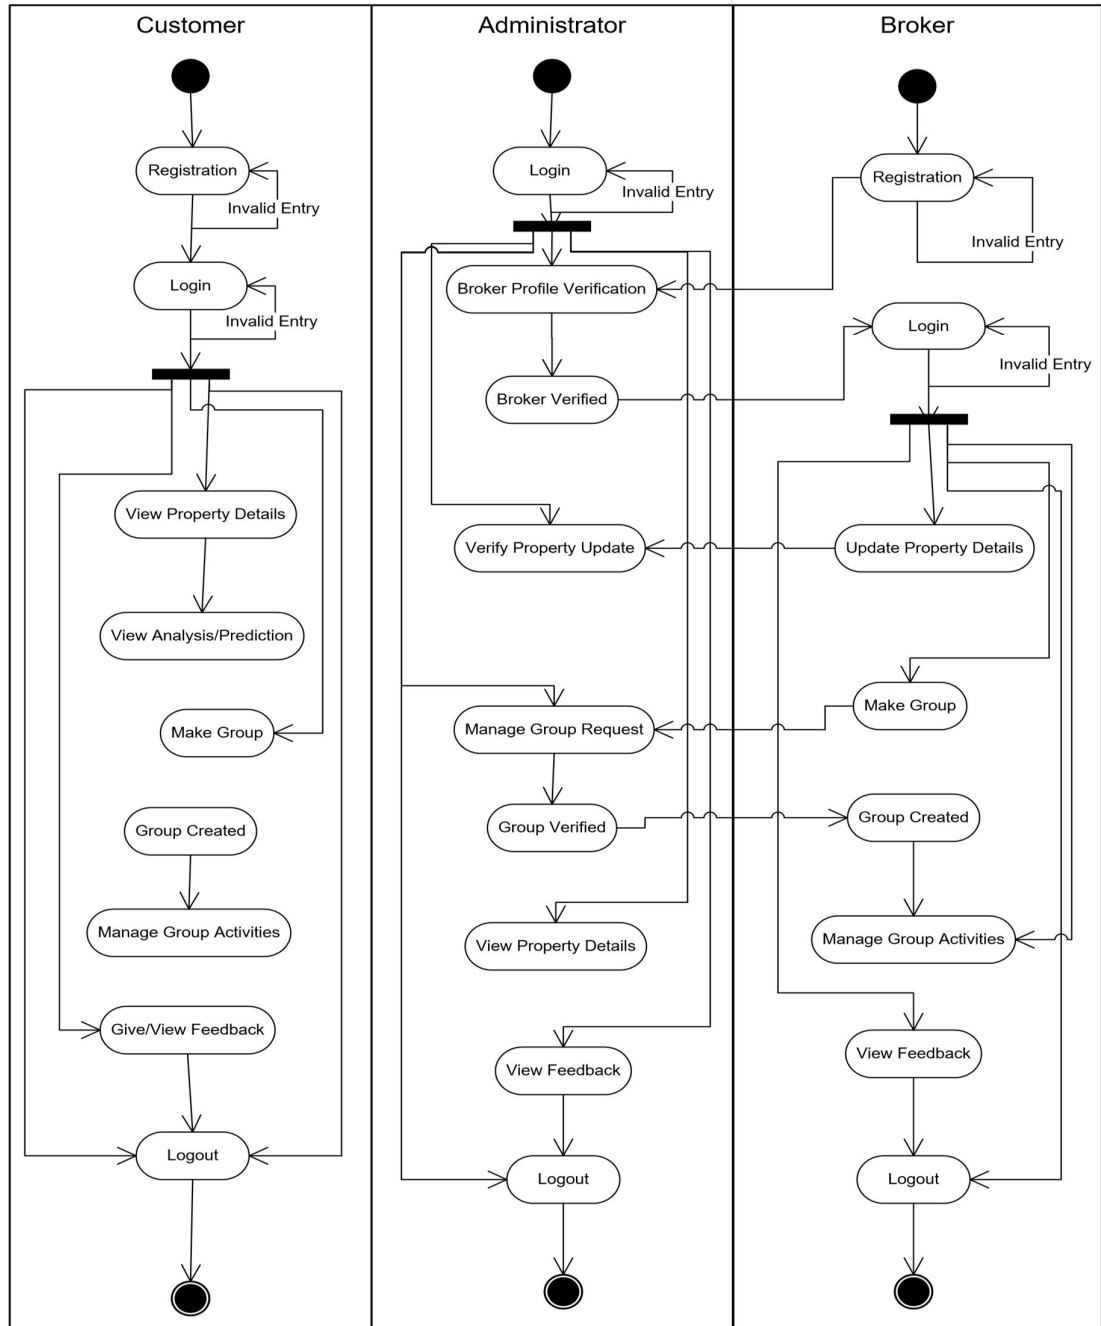 Customer
Registration
Invalid Entry
Login
Invalid Entry
View Property Details
View Analysis/Prediction
Make Group
Group Created
Manage Group Activities
Give/View Feedback
Logout
Administrator
Login
Invalid Entry
Broker Profile Verification
Broker Verified
Verify Property Update
Manage Group Request
Group Verified
View Property Details
View Feedback
Logout
Broker
Registration
Invalid Entry
Login
Invalid Entry
Update Property Details
Make Group
Group Created
Manage Group Activities
View Feedback
Logout